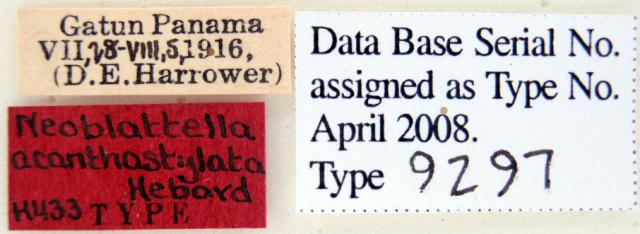 Gatun Panama
VII,28-VIII,5,1916,
(D.E.Harrower)
Neoblattella
acanthostylata
Hebard
H433 TYPE
Data Base Serial No.
assigned as Type No.
April 2008.
Type 9297